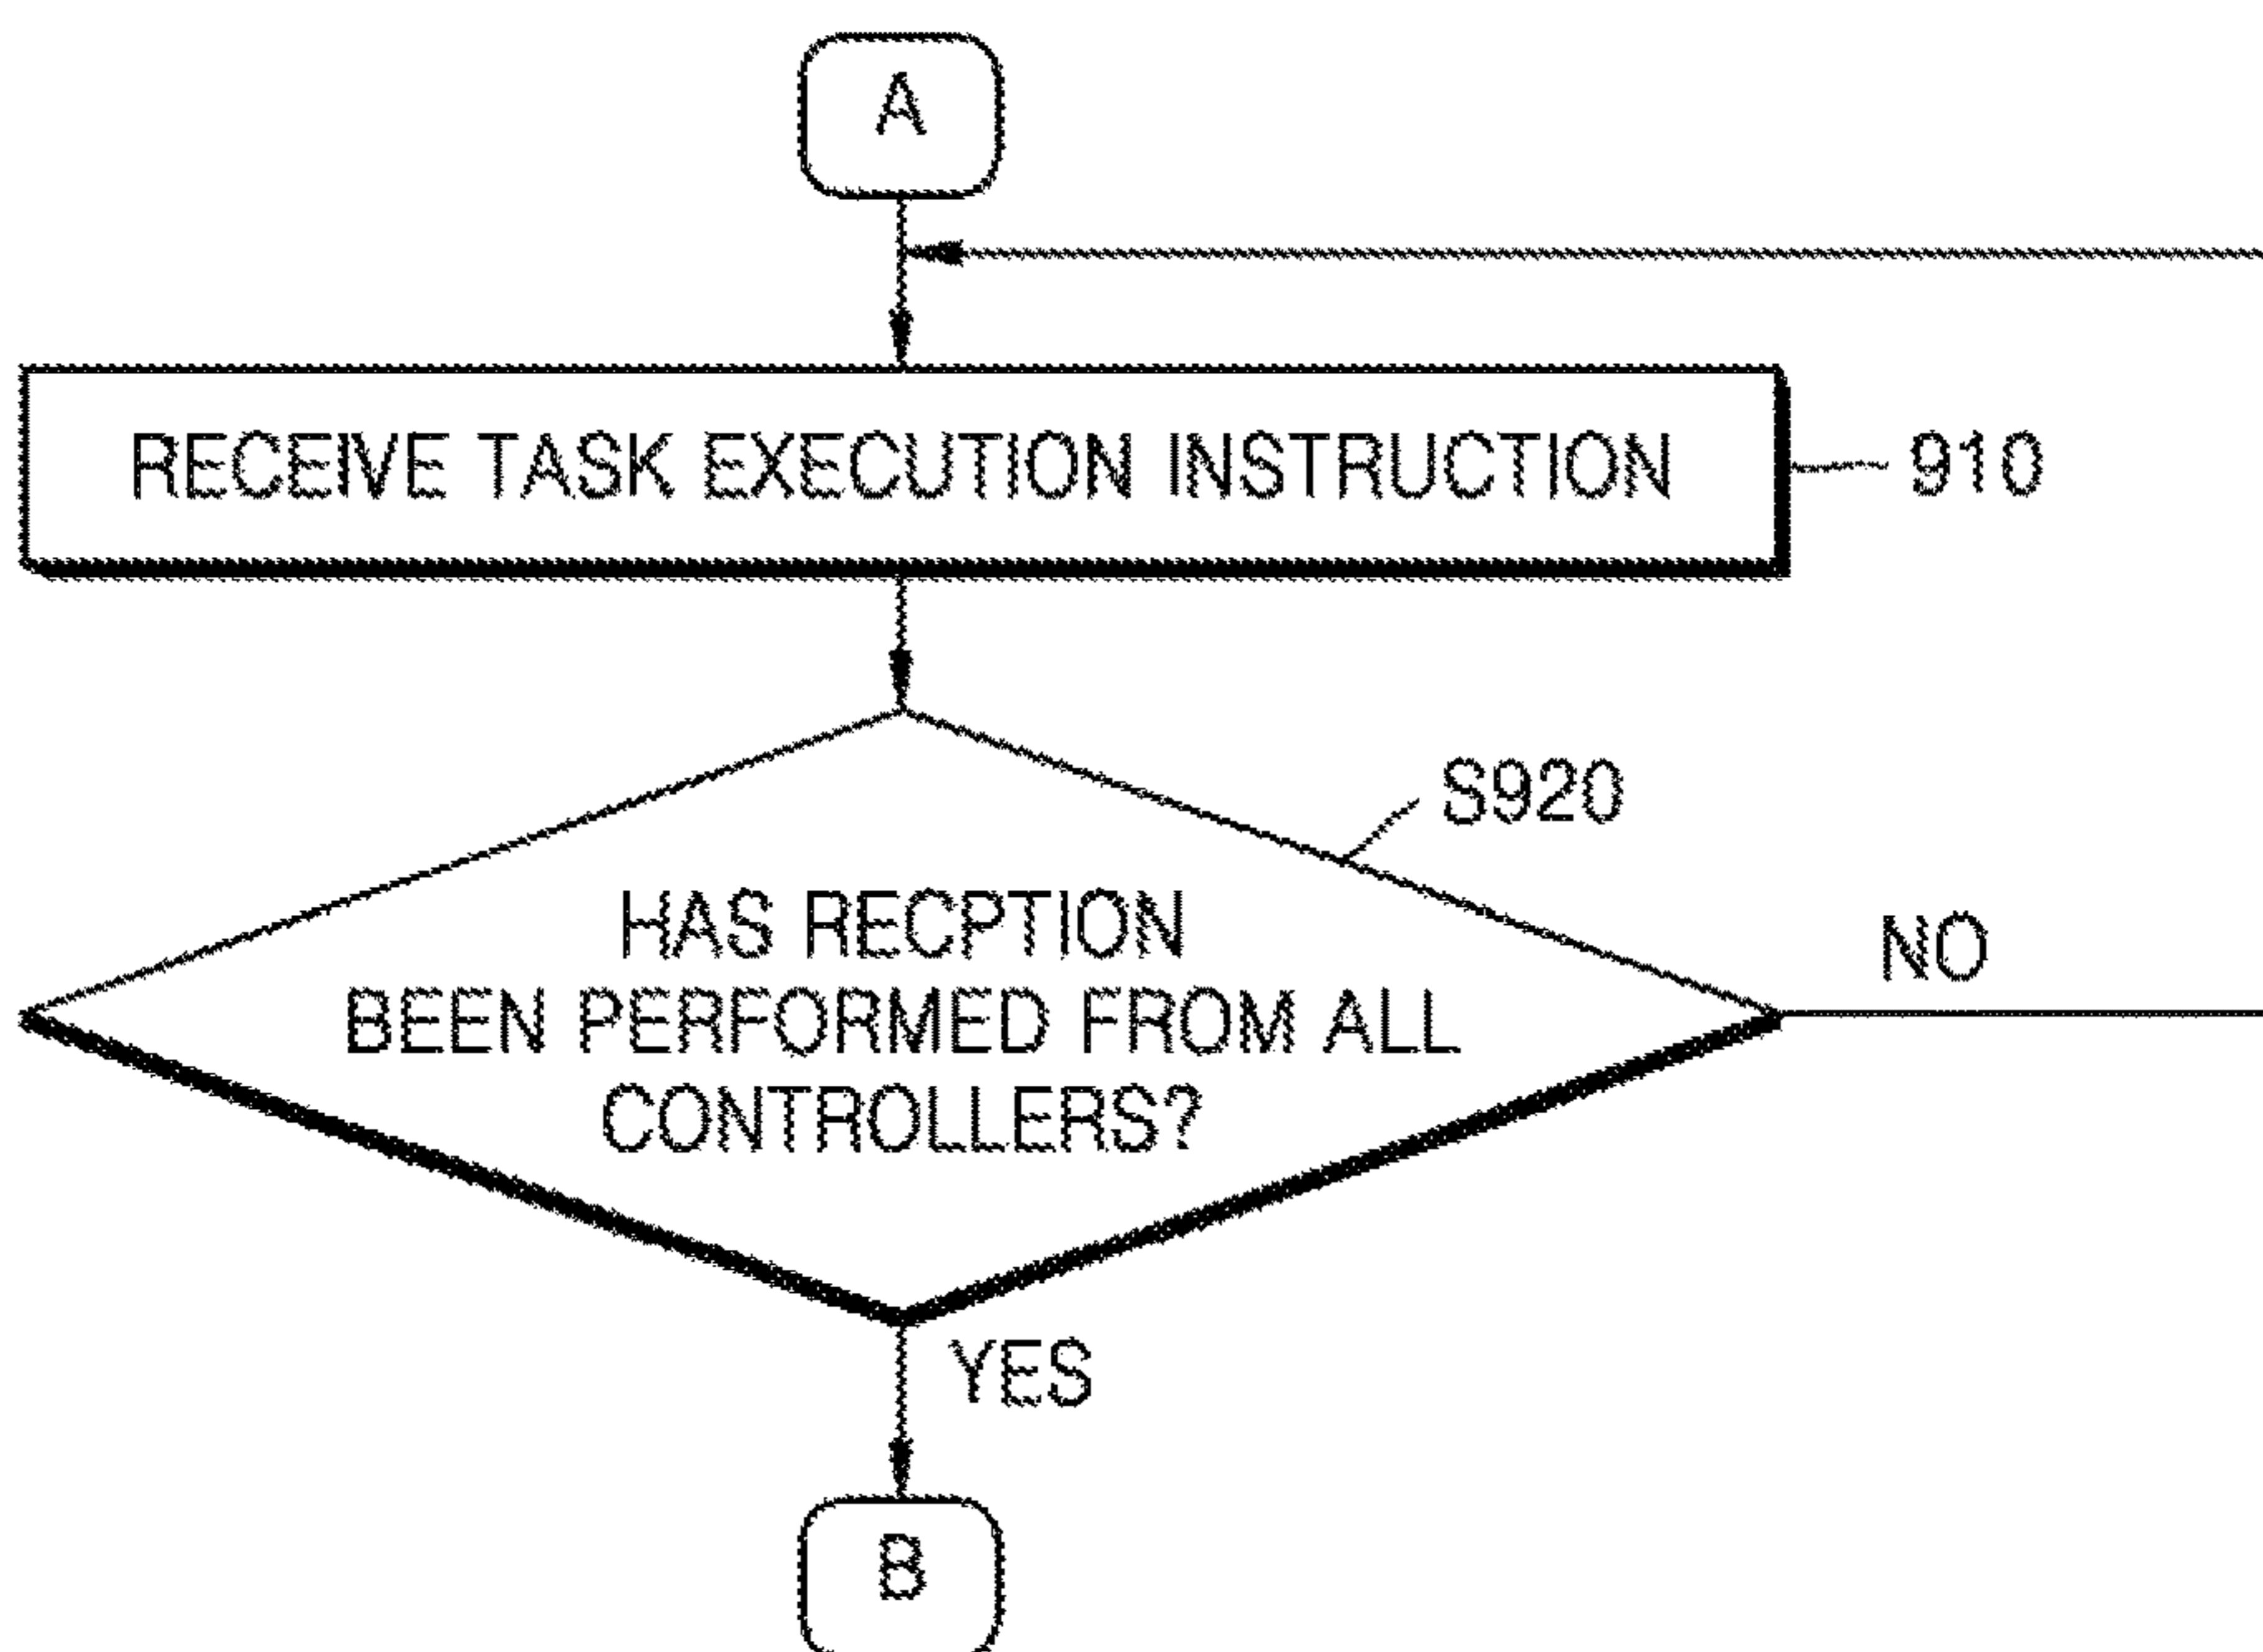 A
RECEIVE TASK EXECUTION INSTRUCTION
910
S920
HAS RECPTION
BEEN PERFORMED FROM ALL
CONTROLLERS?
NO
YES
B